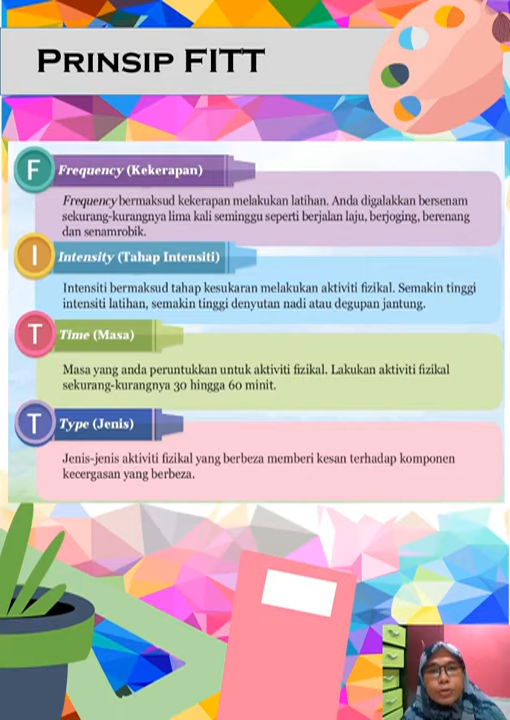 PRINSIP FITT
F
Frequency (Kekerapan)
Frequency bermaksud kekerapan melakukan latihan. Anda digalakkan bersenam
sekurang-kurangnya lima kali seminggu seperti berjalan laju, berjoging, berenang
dan senamrobik.
I
Intensity (Tahap Intensiti)
Intensiti bermaksud tahap kesukaran melakukan aktiviti fizikal. Semakin tinggi
intensiti latihan, semakin tinggi denyutan nadi atau degupan jantung.
T
Time (Masa)
Masa yang anda peruntukkan untuk aktiviti fizikal. Lakukan aktiviti fizikal
sekurang-kurangnya 30 hingga 60 minit.
T
Type (Jenis)
Jenis-jenis aktiviti fizikal yang berbeza memberi kesan terhadap komponen
kecergasan yang berbeza.